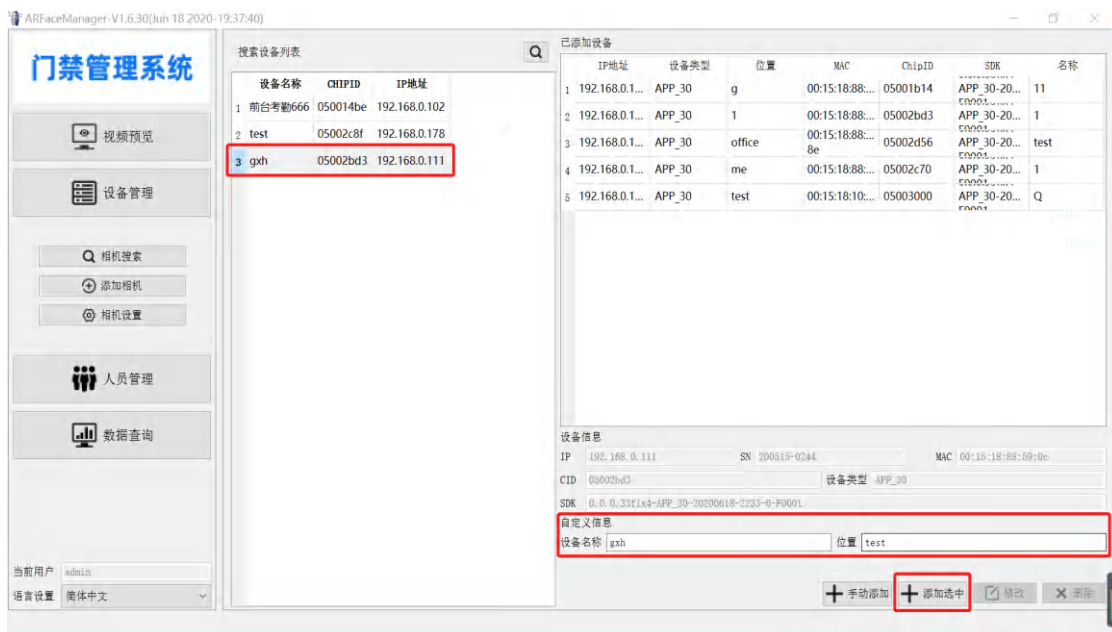 ARFaceManager-V1.6.30(Jun 18 2020-19:37:40)
门禁管理系统
视频预览
设备管理
相机搜索
添加相机
相机设置
人员管理
数据查询
当前用户 admin
语言设置 简体中文
搜索设备列表
设备名称 CHIPID IP地址
1 前台考勤666 050014be 192.168.0.102
2 test 05002c8f 192.168.0.178
3 gxh 05002bd3 192.168.0.111
已添加设备
IP地址 设备类型 位置 MAC ChipID SDK 名称
1 192.168.0.1... APP_30 g 00:15:18:88:... 05001b14 APP_30-20... 11
2 192.168.0.1... APP_30 1 00:15:18:88:... 05002bd3 APP_30-20... 1
3 192.168.0.1... APP_30 office 00:15:18:88:... 8e 05002d56 APP_30-20... test
4 192.168.0.1... APP_30 me 00:15:18:88:... 05002c70 APP_30-20... 1
5 192.168.0.1... APP_30 test 00:15:18:10:... 05003000 APP_30-20... Q
设备信息
IP 192.168.0.111 SN 200515-0244 MAC 00:15:18:88:59:0c
CID 05002bd3 设备类型 APP_30
SDK
自定义信息
设备名称 gxh 位置 test
手动添加 添加选中 修改 删除